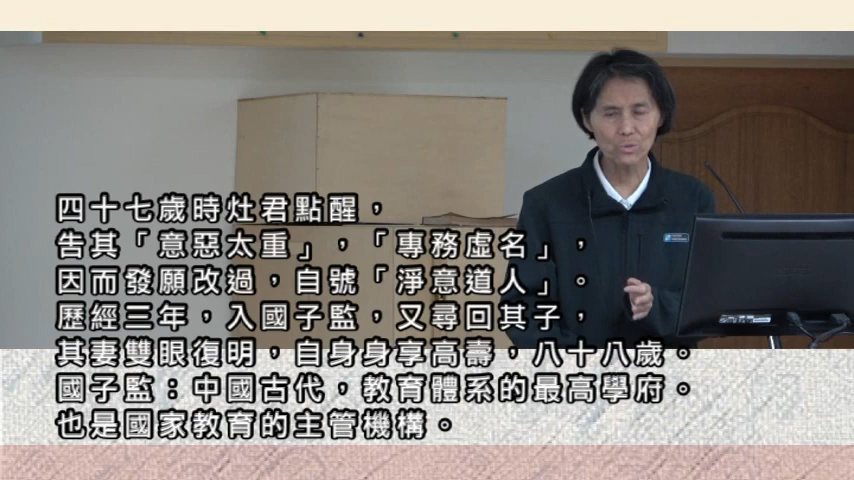 四十七歲時灶君點醒，
告其「意惡太重」，「專務虛名」，
因而發願改過，自號「淨意道人」。
歷經三年，入國子監，又尋回其子，
其妻雙眼復明，自身身享高壽，八十八歲。
國子監：中國古代，教育體系的最高學府。
也是國家教育的主管機構。